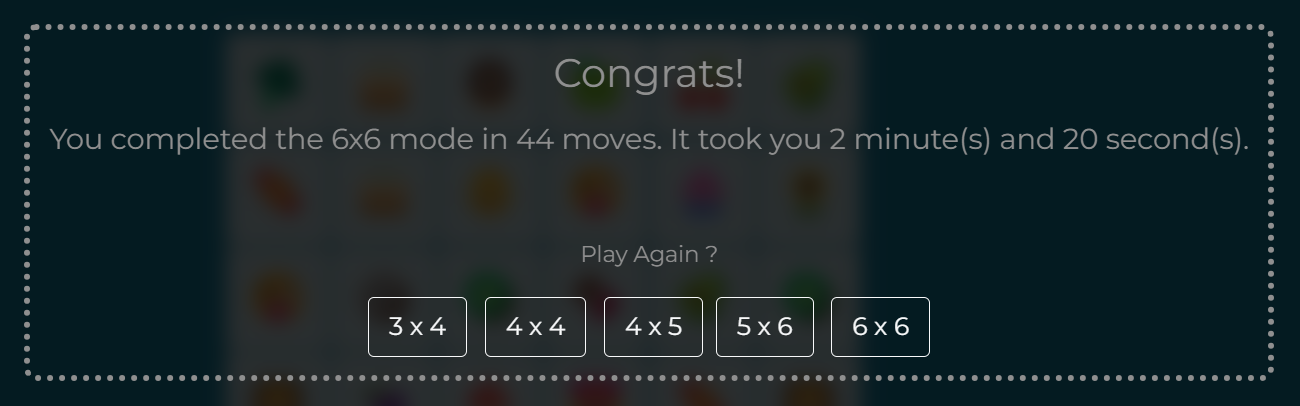 Congrats!
You completed the 6x6 mode in 44 moves. It took you 2 minute(s) and 20 second(s).
Play Again ?
3 x 4 4 x 4 4 x 5 5 x 6 6 x 6